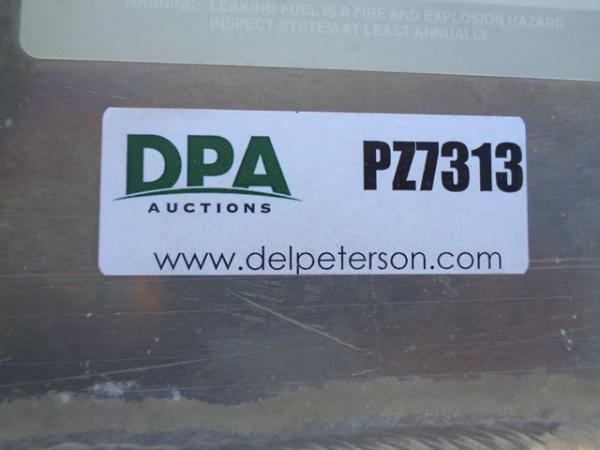 WARNING: LEAKING FUEL IS A FIRE AND EXPLOSION HAZARD.
INSPECT SYSTEM AT LEAST ANNUALLY.
DPA
AUCTIONS
PZ7313
www.delpeterson.com